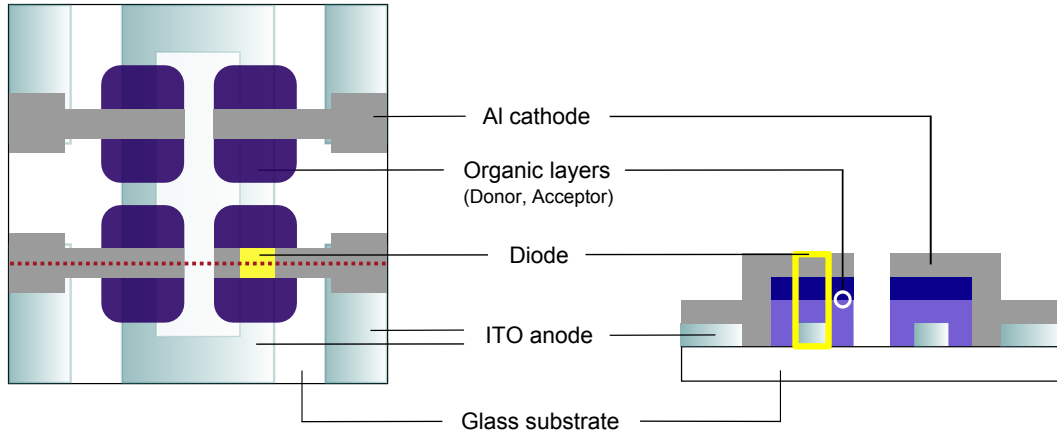 Al cathode
Organic layers
(Donor, Acceptor)
Diode
ITO anode
Glass substrate